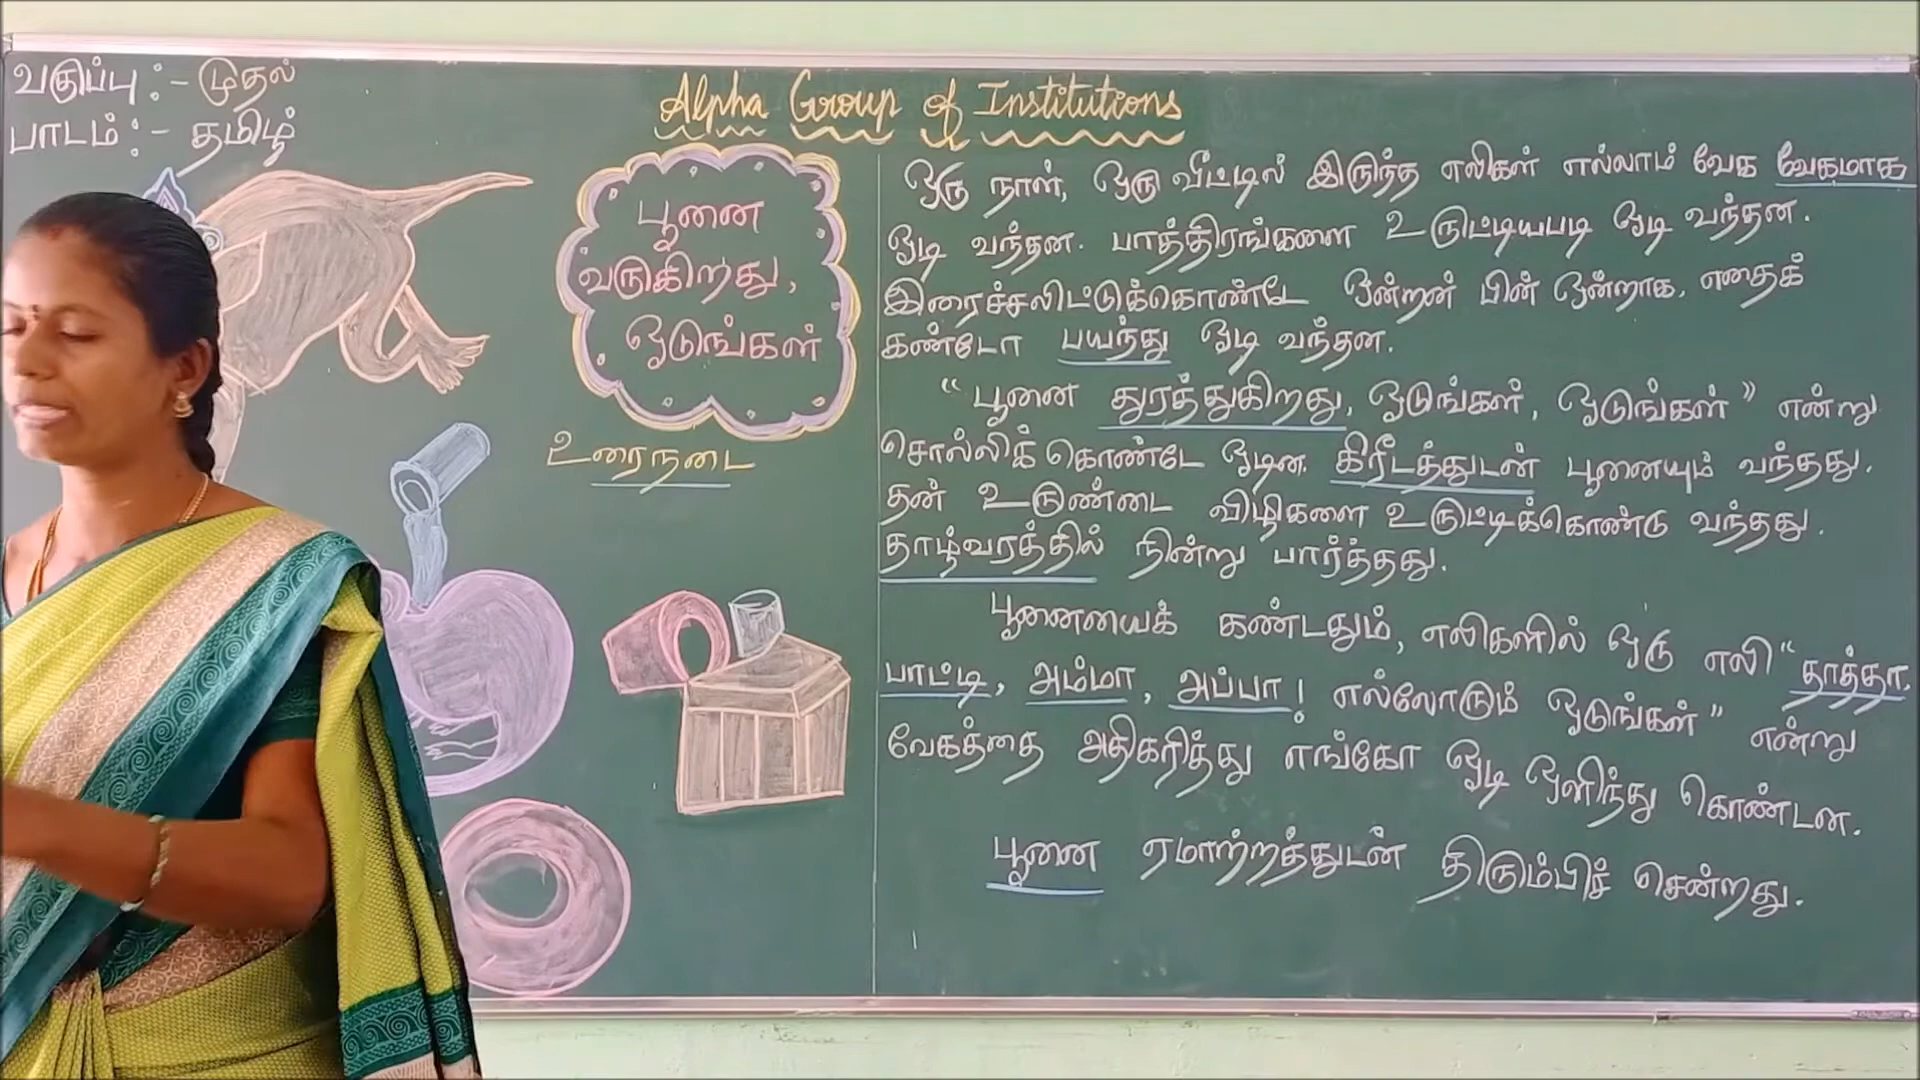 வகுப்பு :- முதல்
பாடம் :- தமிழ்
Alpha Group of Institutions
பூனை
வருகிறது,
ஓடுங்கள்
உரைநடை
ஒரு நாள், ஒரு வீட்டில் இருந்த எலிகள் எல்லாம் வேக வேகமாக
ஓடி வந்தன. பாத்திரங்களை உருட்டியபடி ஓடி வந்தன.
இரைச்சலிட்டுக்கொண்டே ஒன்றன் பின் ஒன்றாக, எதைக்
கண்டோ பயந்து ஓடி வந்தன.
“பூனை துரத்துகிறது, ஓடுங்கள், ஓடுங்கள்” என்று
சொல்லிக் கொண்டே ஓடின. கிரீடத்துடன் பூனையும் வந்தது.
தன் உருண்டை விழிகளை உருட்டிக்கொண்டு வந்தது.
தாழ்வரத்தில் நின்று பார்த்தது.
பூனையைக் கண்டதும், எலிகளில் ஒரு எலி “தாத்தா,
பாட்டி, அம்மா, அப்பா! எல்லோரும் ஓடுங்கள்” என்று
வேகத்தை அதிகரித்து எங்கோ ஓடி ஒளிந்து கொண்டன.
பூனை ஏமாற்றத்துடன் திரும்பிச் சென்றது.